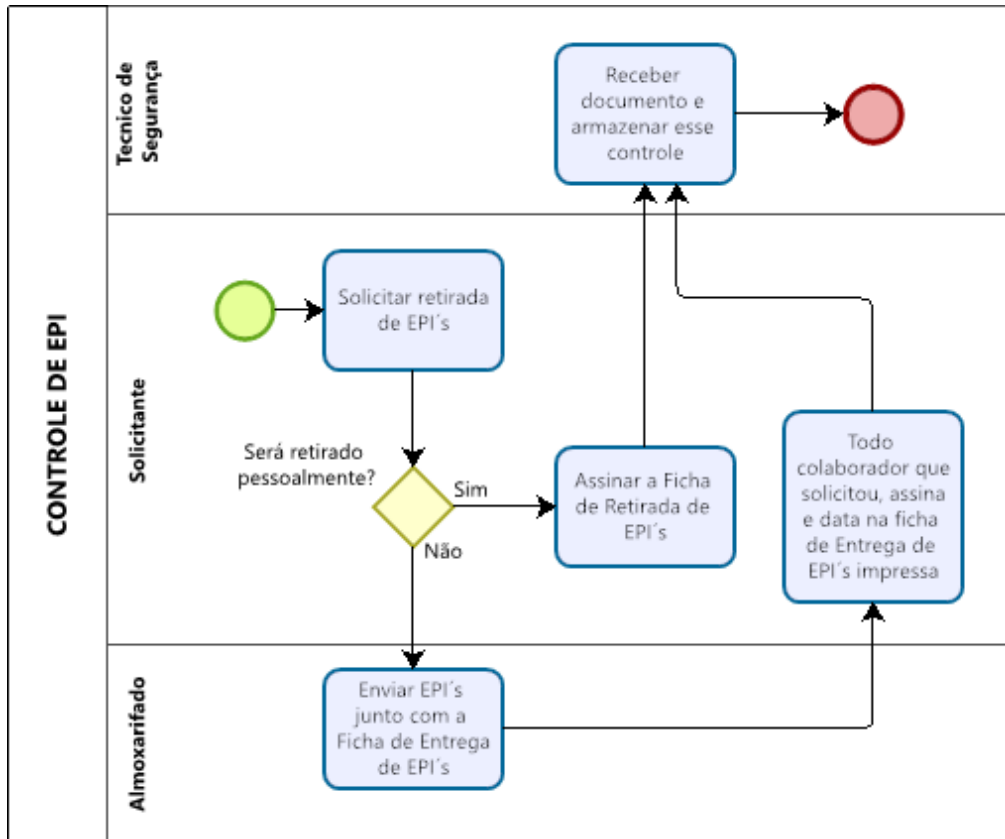 CONTROLE DE EPI
Tecnico de
Segurança
Receber
documento e
armazenar esse
controle
Solicitante
Solicitar retirada
de EPI´s
Será retirado
pessoalmente?
Sim
Não
Assinar a Ficha
de Retirada de
EPI´s
Todo
colaborador que
solicitou, assina
e data na ficha
de Entrega de
EPI´s impressa
Almoxarifado
Enviar EPI´s
junto com a
Ficha de Entrega
de EPI´s